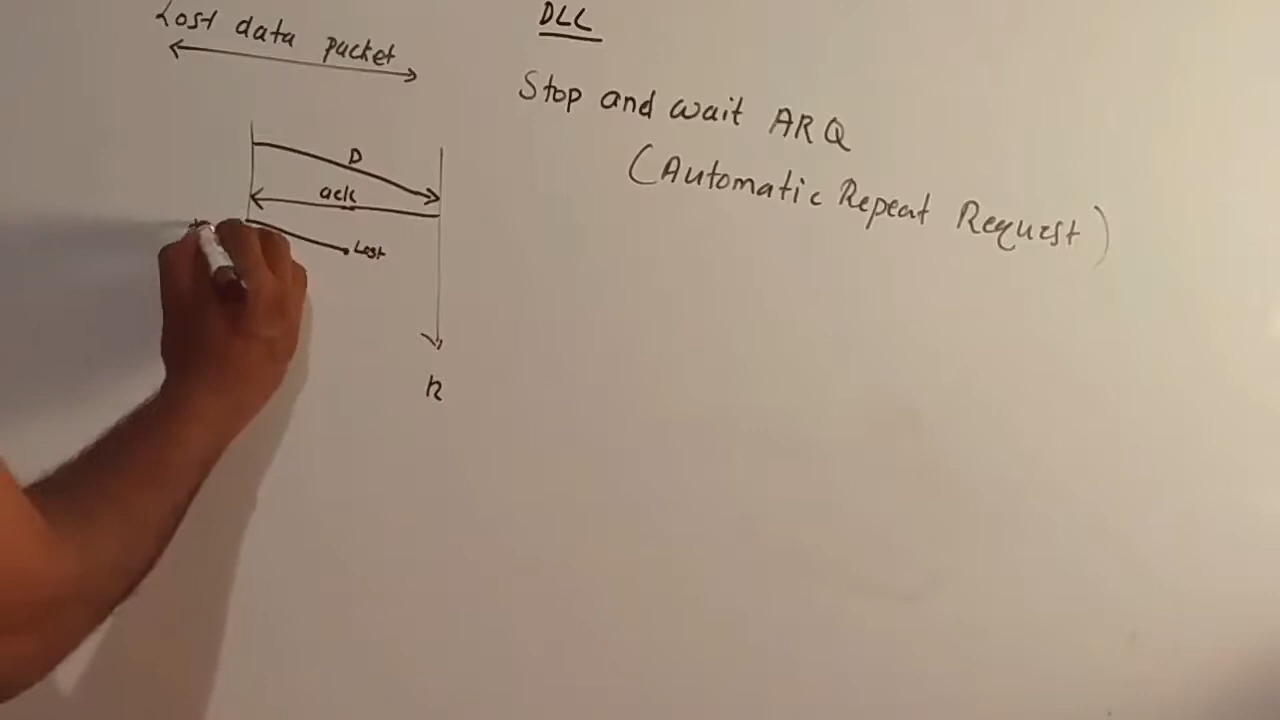 Lost data packet
DLL
Stop and wait ARQ
(Automatic Repeat Request)
D
ack
Lost
R